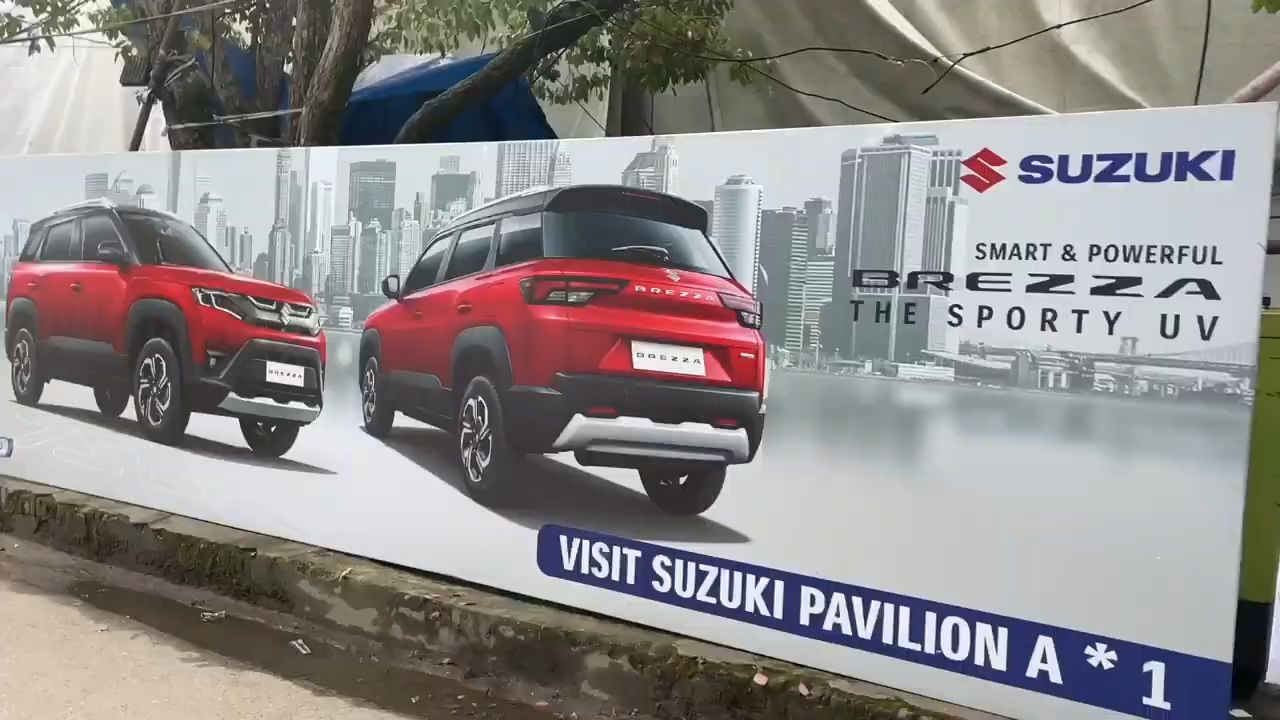 SUZUKI
SMART & POWERFUL
BREZZA
THE SPORTY UV
BREZZA
BREZZA
BREZZA
VISIT SUZUKI PAVILION A * 1